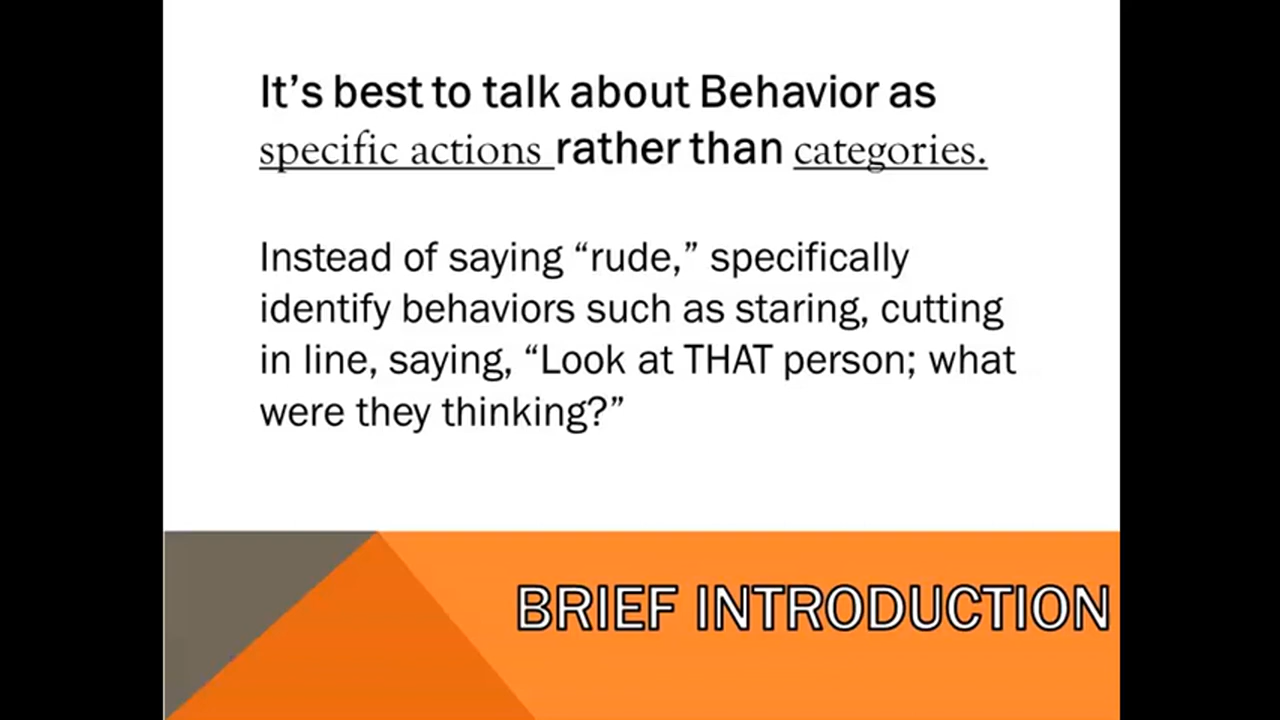 It’s best to talk about Behavior as
specific actions rather than categories.
Instead of saying “rude,” specifically
identify behaviors such as staring, cutting
in line, saying, “Look at THAT person; what
were they thinking?”
BRIEF INTRODUCTION